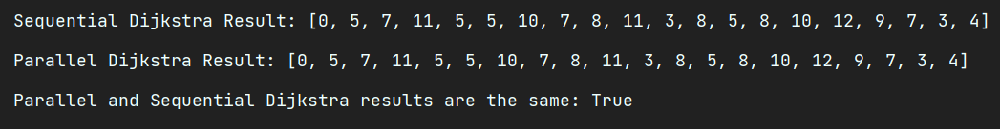 Sequential Dijkstra Result: [0, 5, 7, 11, 5, 5, 10, 7, 8, 11, 3, 8, 5, 8, 10, 12, 9, 7, 3, 4]
Parallel Dijkstra Result: [0, 5, 7, 11, 5, 5, 10, 7, 8, 11, 3, 8, 5, 8, 10, 12, 9, 7, 3, 4]
Parallel and Sequential Dijkstra results are the same: True